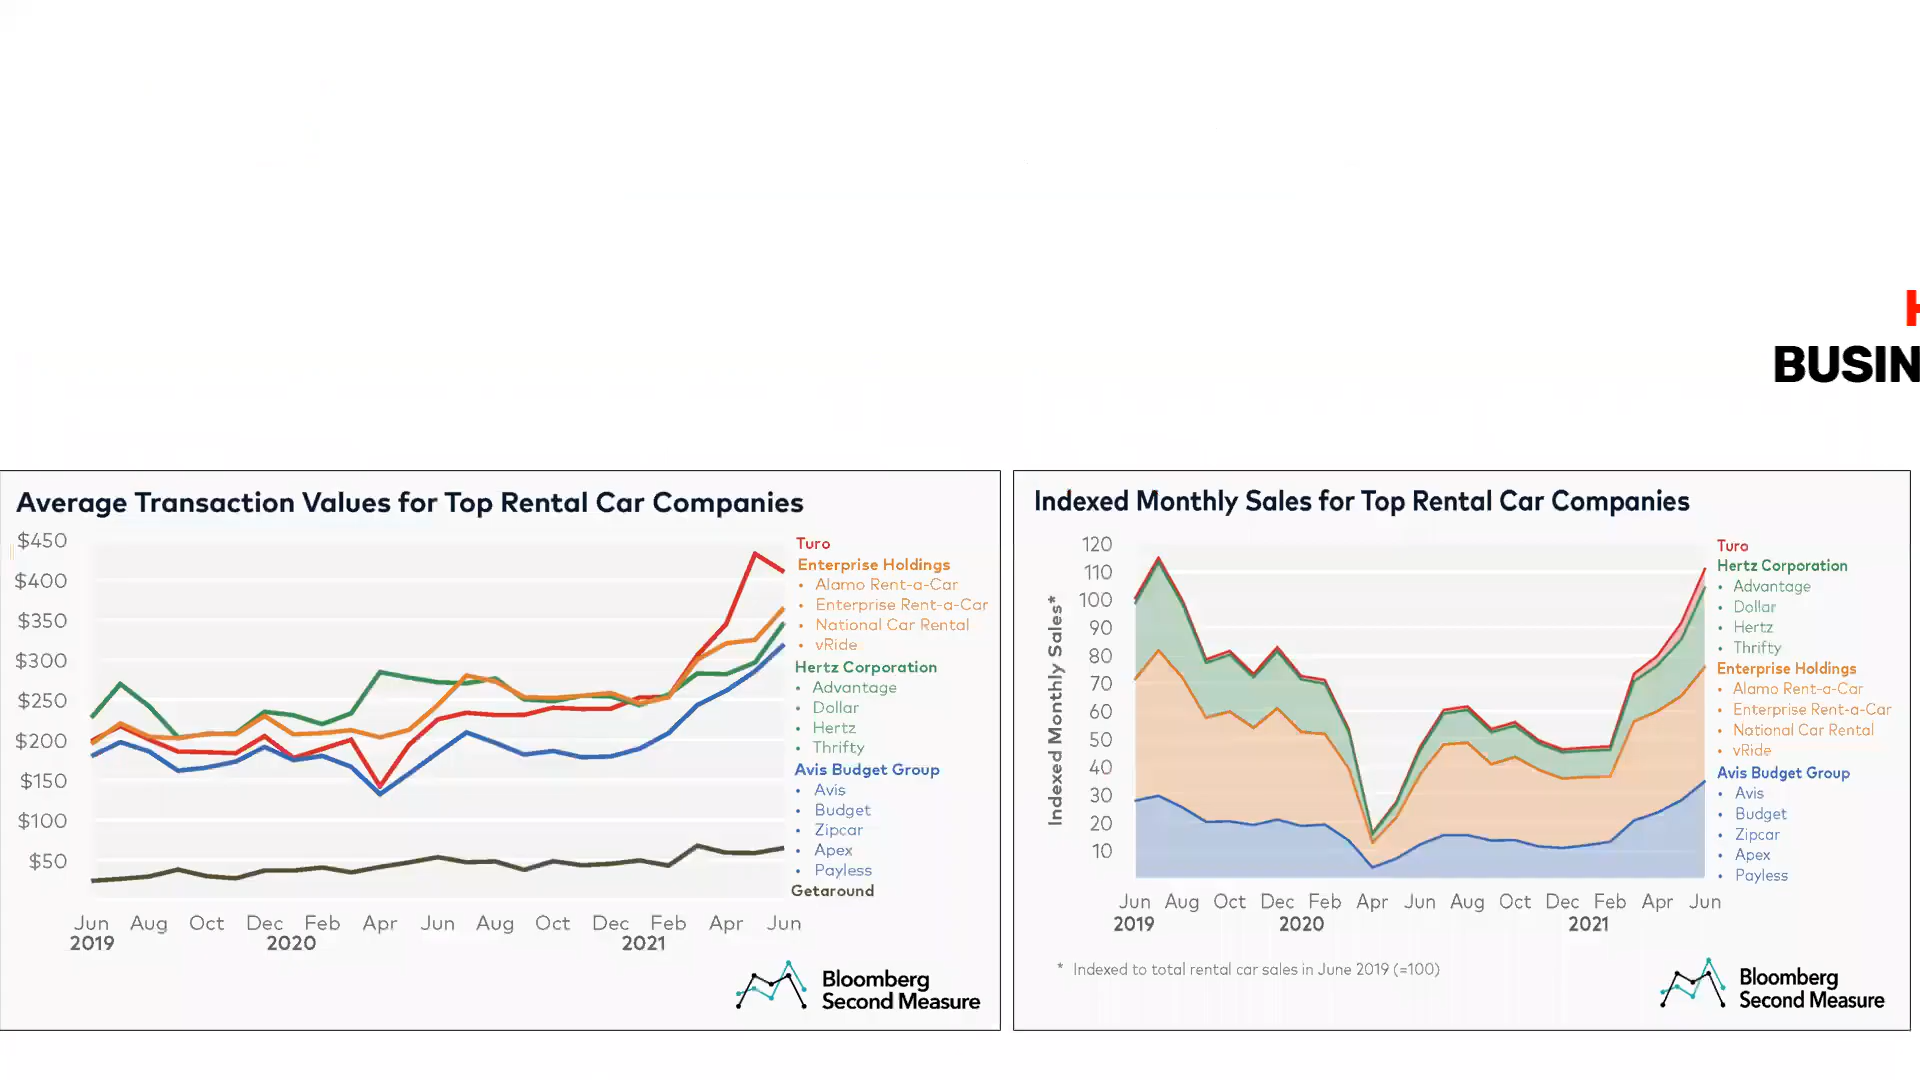 BUSIN
Average Transaction Values for Top Rental Car Companies
$450
$400
$350
$300
$250
$200
$150
$100
$50
Turo
Enterprise Holdings
• Alamo Rent-a-Car
• Enterprise Rent-a-Car
• National Car Rental
• vRide
Hertz Corporation
• Advantage
• Dollar
• Hertz
• Thrifty
Avis Budget Group
• Avis
• Budget
• Zipcar
• Apex
• Payless
Getaround
Jun Aug Oct Dec Feb Apr Jun Aug Oct Dec Feb Apr Jun
2019 2020 2021
Bloomberg
Second Measure
Indexed Monthly Sales for Top Rental Car Companies
Indexed Monthly Sales*
120
110
100
90
80
70
60
50
40
30
20
10
Turo
Hertz Corporation
• Advantage
• Dollar
• Hertz
• Thrifty
Enterprise Holdings
• Alamo Rent-a-Car
• Enterprise Rent-a-Car
• National Car Rental
• vRide
Avis Budget Group
• Avis
• Budget
• Zipcar
• Apex
• Payless
Jun Aug Oct Dec Feb Apr Jun Aug Oct Dec Feb Apr Jun
2019 2020 2021
* Indexed to total rental car sales in June 2019 (=100)
Bloomberg
Second Measure